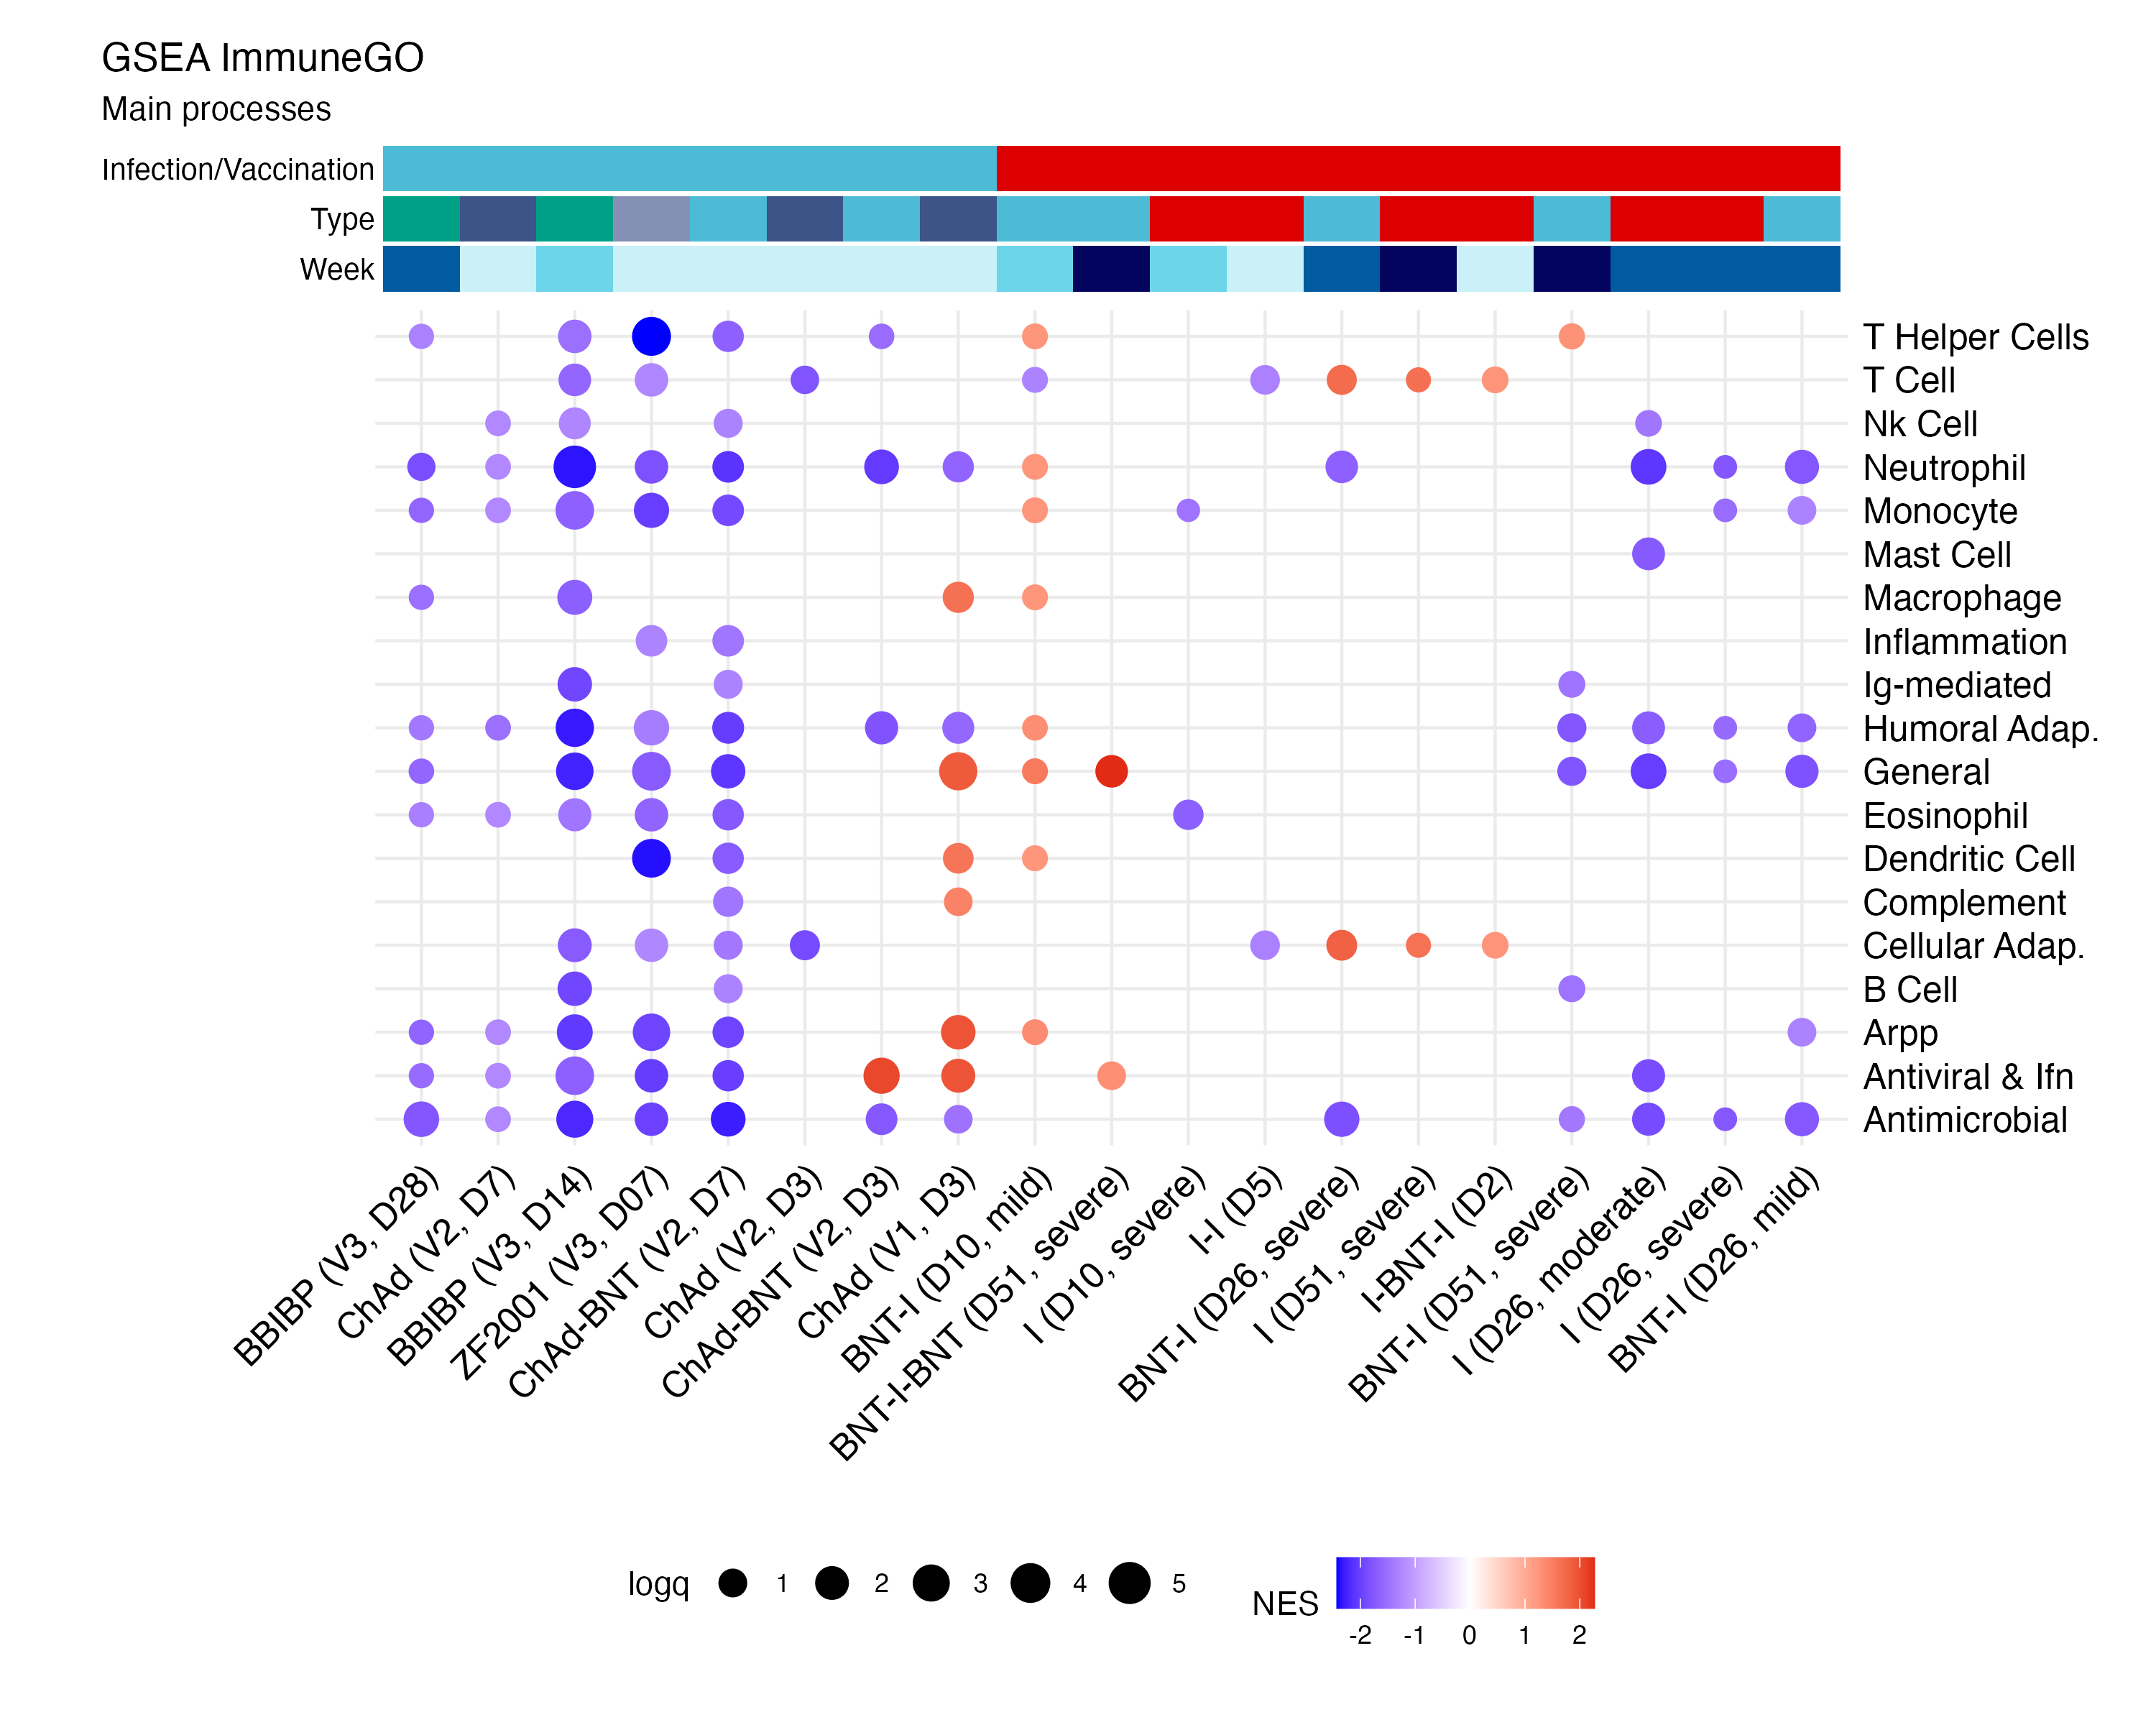 GSEA ImmuneGO
Main processes
Infection/Vaccination
Type
Week
T Helper Cells
T Cell
Nk Cell
Neutrophil
Monocyte
Mast Cell
Macrophage
Inflammation
Ig-mediated
Humoral Adap.
General
Eosinophil
Dendritic Cell
Complement
Cellular Adap.
B Cell
Arpp
Antiviral & Ifn
Antimicrobial
BBIBP (V3, D28)
ChAd (V2, D7)
BBIBP (V3, D14)
ZF2001 (V3, D07)
ChAd-BNT (V2, D7)
ChAd (V2, D3)
ChAd-BNT (V2, D3)
ChAd (V1, D3)
BNT-I (D10, mild)
BNT-I-BNT (D51, severe)
I (D10, severe)
I-I (D5)
BNT-I (D26, severe)
I (D51, severe)
I-BNT-I (D2)
BNT-I (D51, severe)
I (D26, moderate)
I (D26, severe)
BNT-I (D26, mild)
logq 1 2 3 4 5
NES
-2 -1 0 1 2